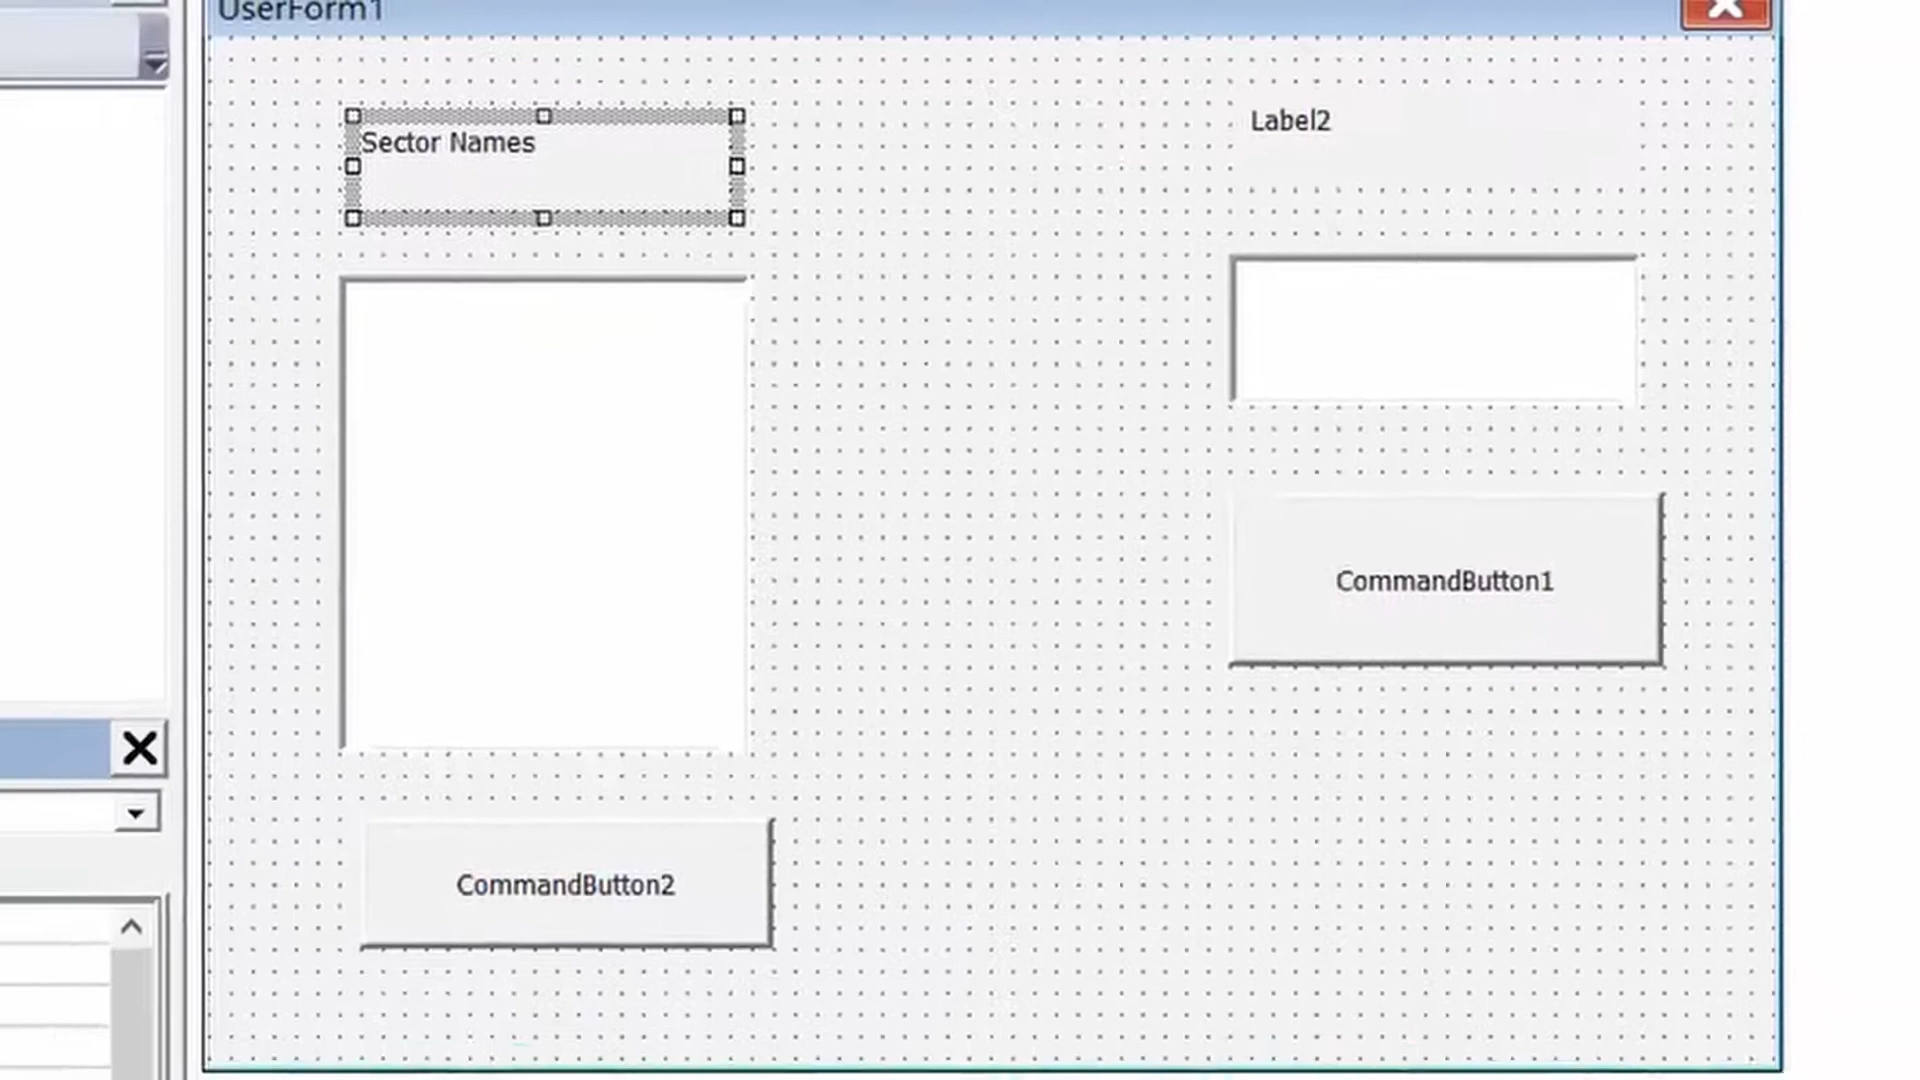 UserForm1
Sector Names
Label2
CommandButton1
CommandButton2